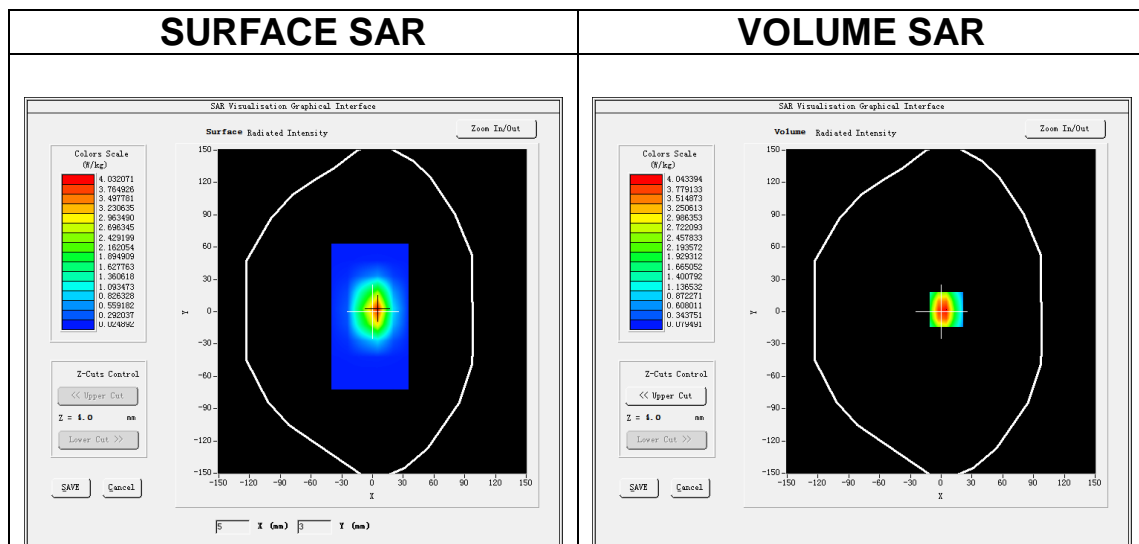 SURFACE SAR
VOLUME SAR
SAR Visualisation Graphical Interface
Surface Radiated Intensity
Zoom In/Out
Colors Scale
(W/kg)
4.032071
3.764926
3.497781
3.230635
2.963490
2.696345
2.429199
2.162054
1.894909
1.627763
1.360618
1.093473
0.826328
0.559182
0.292037
0.024892
150
120
90
60
30
0
-30
-60
-90
-120
-150
Y
-150 -120 -90 -60 -30 0 30 60 90 120 150
X
Z-Cuts Control
<< Upper Cut
Z = 4.0 mm
Lower Cut >>
SAVE Cancel
5 X (mm) 3 Y (mm)
SAR Visualisation Graphical Interface
Volume Radiated Intensity
Zoom In/Out
Colors Scale
(W/kg)
4.043394
3.779133
3.514873
3.250613
2.986353
2.722093
2.457833
2.193572
1.929312
1.665052
1.400792
1.136532
0.872271
0.608011
0.343751
0.079491
150
120
90
60
30
0
-30
-60
-90
-120
-150
Y
-150 -120 -90 -60 -30 0 30 60 90 120 150
X
Z-Cuts Control
<< Upper Cut
Z = 4.0 mm
Lower Cut >>
SAVE Cancel